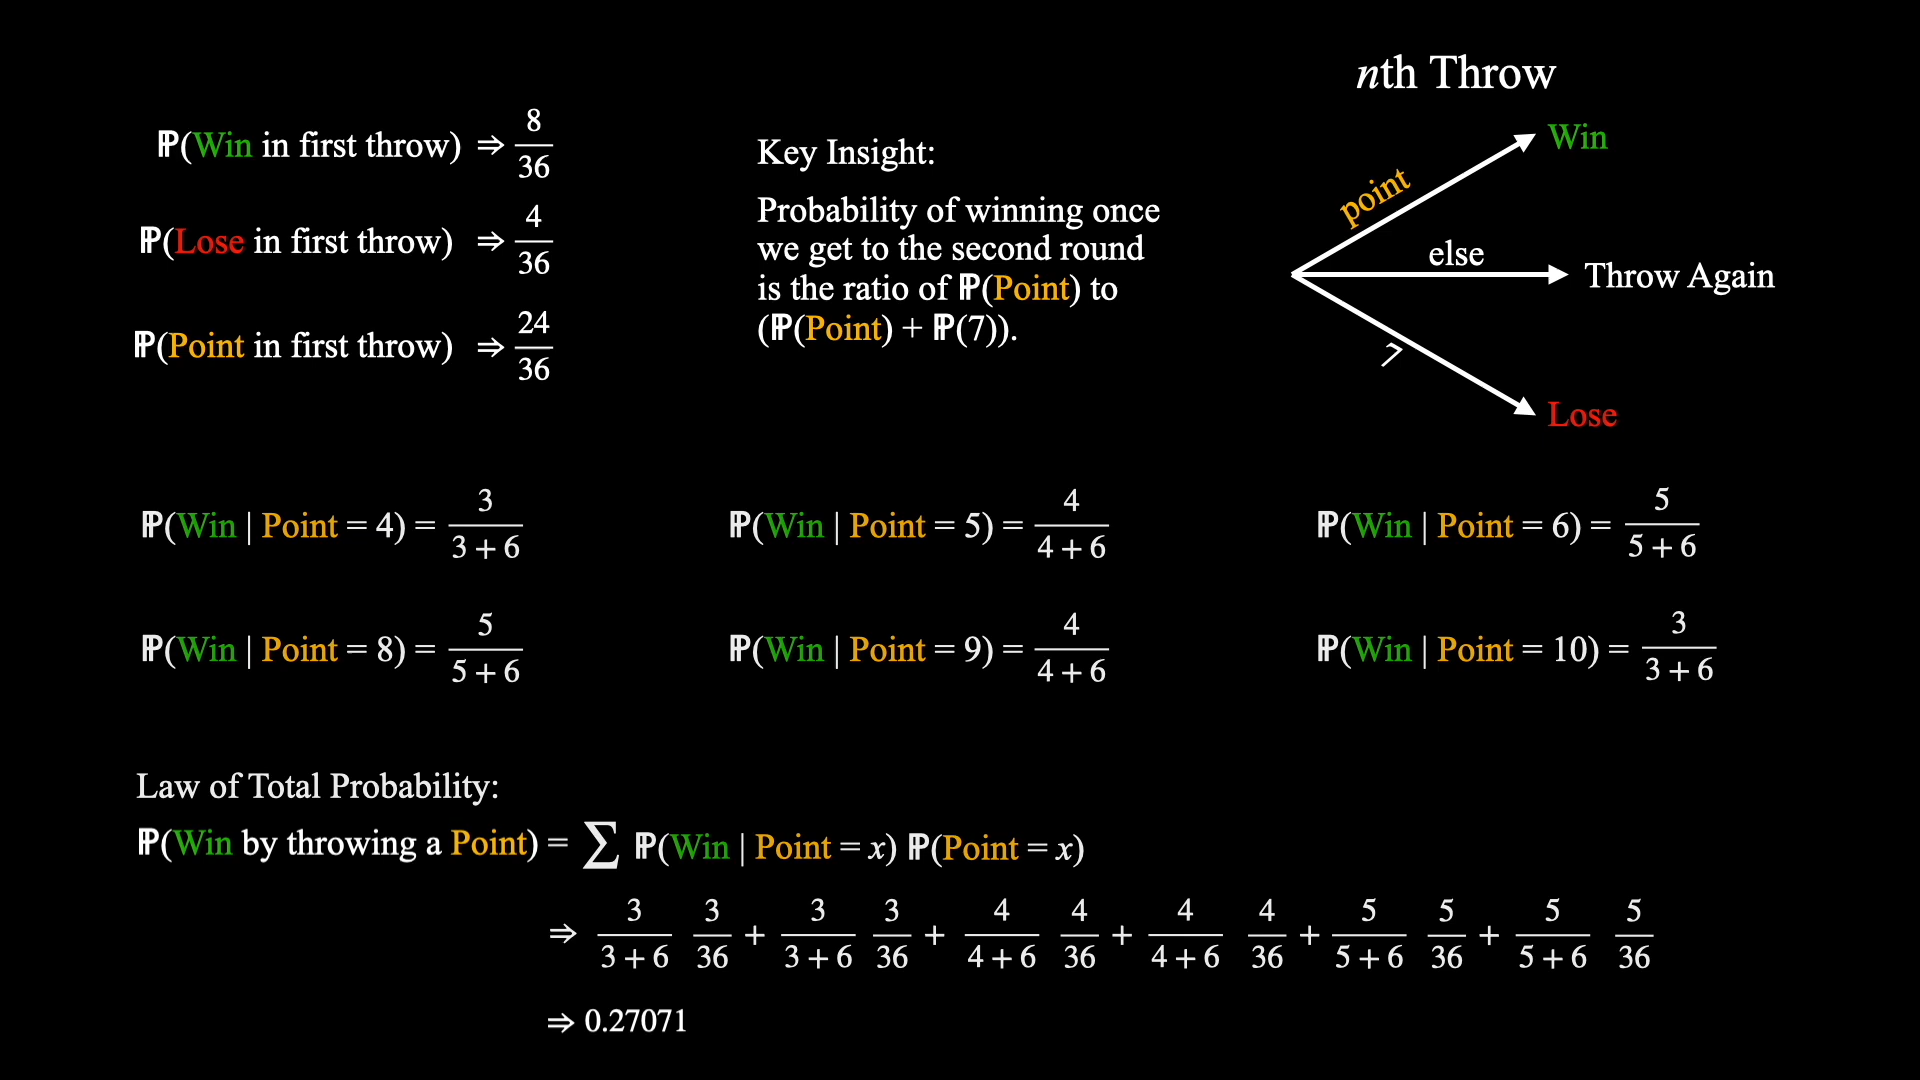 nth Throw
ℙ(Win in first throw) ⇒ 8/36
ℙ(Lose in first throw) ⇒ 4/36
ℙ(Point in first throw) ⇒ 24/36
Key Insight:
Probability of winning once
we get to the second round
is the ratio of ℙ(Point) to
(ℙ(Point) + ℙ(7)).
point
Win
else
Throw Again
7
Lose
ℙ(Win | Point = 4) = 3/(3 + 6)
ℙ(Win | Point = 5) = 4/(4 + 6)
ℙ(Win | Point = 6) = 5/(5 + 6)
ℙ(Win | Point = 8) = 5/(5 + 6)
ℙ(Win | Point = 9) = 4/(4 + 6)
ℙ(Win | Point = 10) = 3/(3 + 6)
Law of Total Probability:
ℙ(Win by throwing a Point) = ∑ ℙ(Win | Point = x) ℙ(Point = x)
⇒ 3/(3 + 6) 3/36 + 3/(3 + 6) 3/36 + 4/(4 + 6) 4/36 + 4/(4 + 6) 4/36 + 5/(5 + 6) 5/36 + 5/(5 + 6) 5/36
⇒ 0.27071